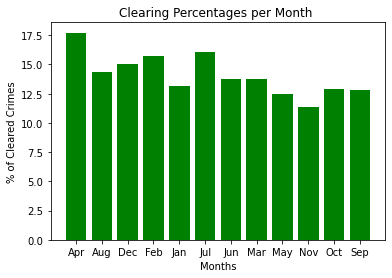 Clearing Percentages per Month
% of Cleared Crimes
17.5
15.0
12.5
10.0
7.5
5.0
2.5
0.0
Apr Aug Dec Feb Jan Jul Jun Mar May Nov Oct Sep
Months